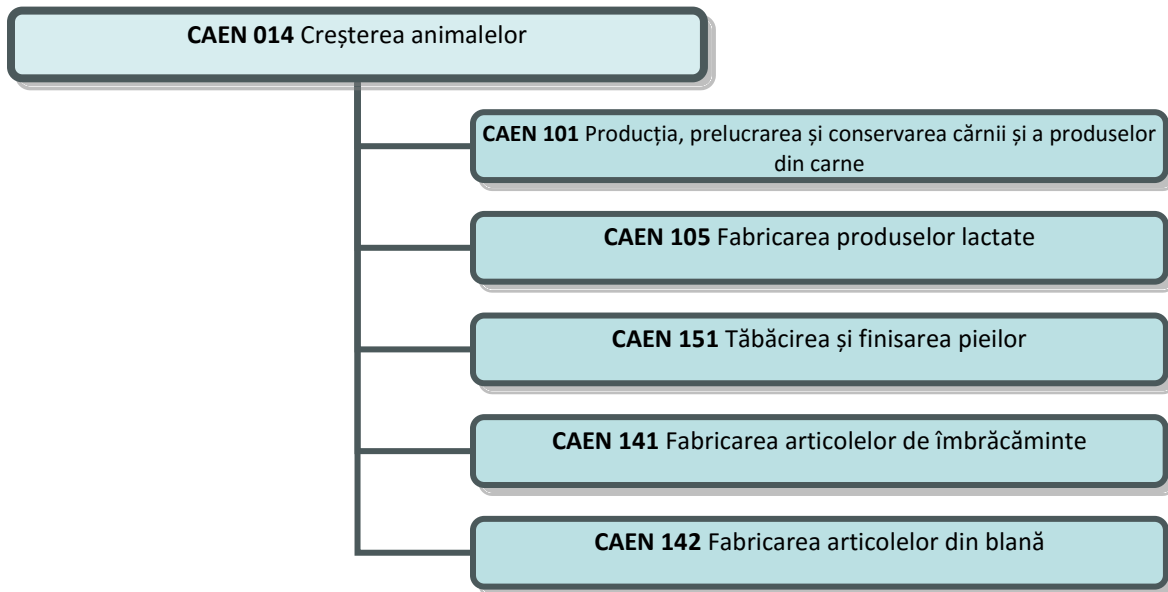 CAEN 014 Creșterea animalelor
CAEN 101 Producția, prelucrarea și conservarea cărnii și a produselor
din carne
CAEN 105 Fabricarea produselor lactate
CAEN 151 Tăbăcirea și finisarea pieilor
CAEN 141 Fabricarea articolelor de îmbrăcăminte
CAEN 142 Fabricarea articolelor din blană